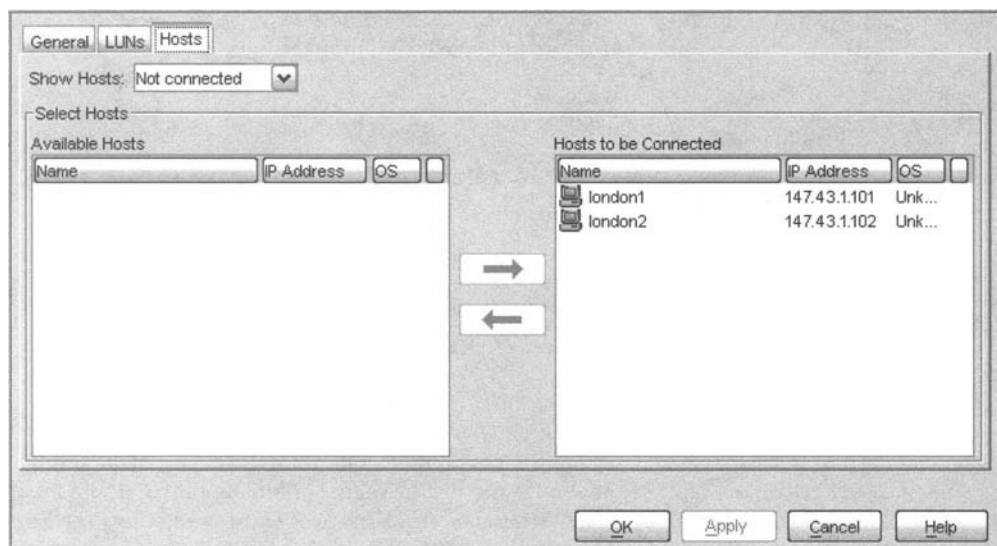 General LUNs Hosts
Show Hosts: Not connected
Select Hosts
Available Hosts
Name IP Address OS
Hosts to be Connected
Name IP Address OS
london1 147.43.1.101 Unk...
london2 147.43.1.102 Unk...
OK Apply Cancel Help